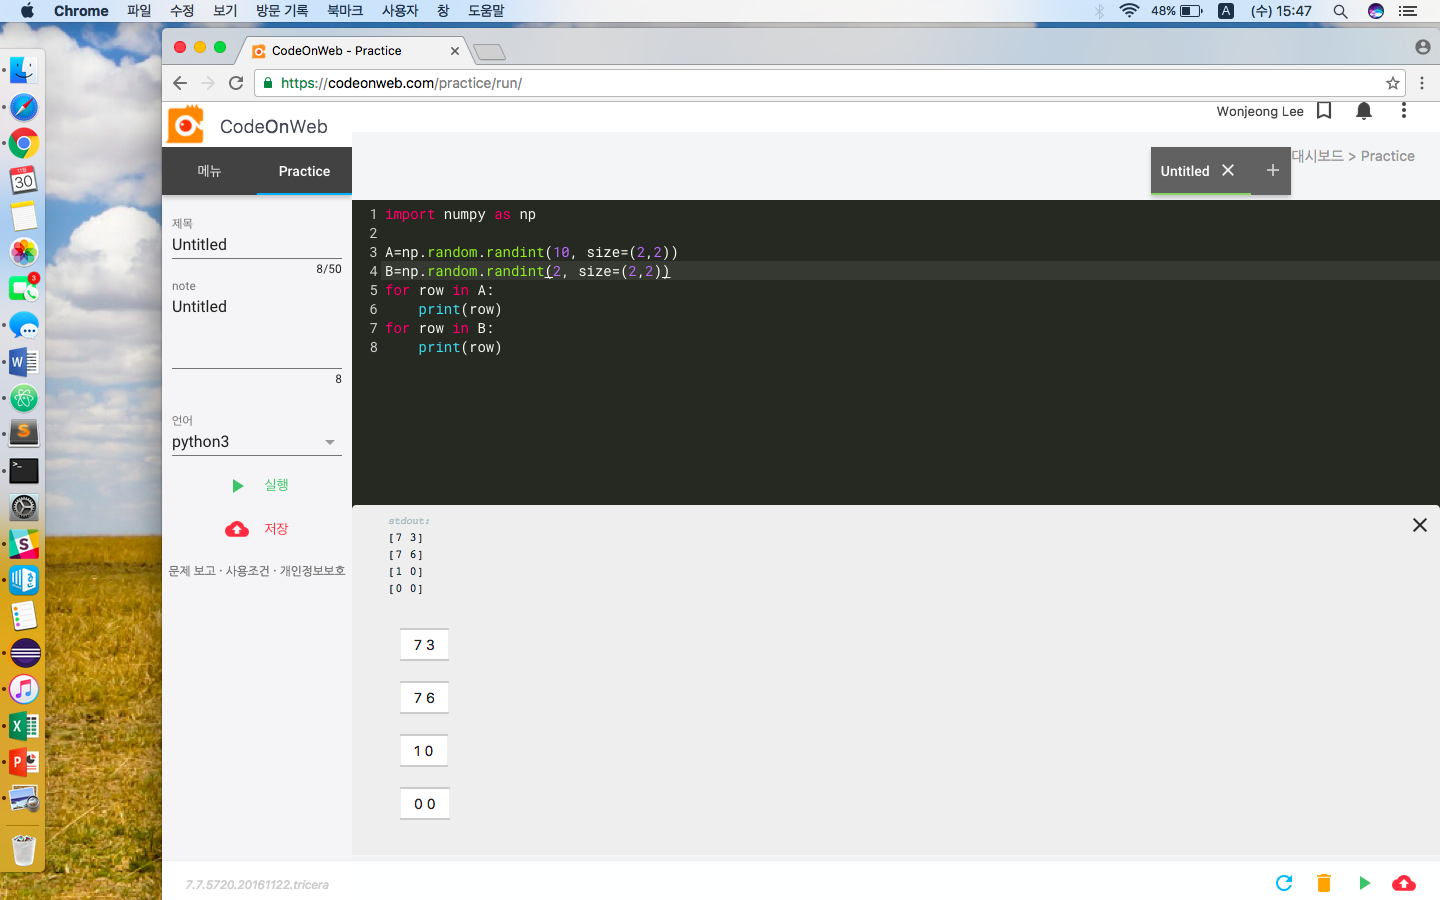 Chrome 파일 수정 보기 방문 기록 북마크 사용자 창 도움말 48% A (수) 15:47
CodeOnWeb - Practice
https://codeonweb.com/practice/run/
CodeOnWeb
Wonjeong Lee
메뉴 Practice
Untitled
대시보드 > Practice
제목
Untitled
8/50
note
Untitled
8
언어
python3
실행
저장
문제 보고 · 사용조건 · 개인정보보호
1 import numpy as np
2
3 A=np.random.randint(10, size=(2,2))
4 B=np.random.randint(2, size=(2,2))
5 for row in A:
6     print(row)
7 for row in B:
8     print(row)
stdout:
[7 3]
[7 6]
[1 0]
[0 0]
7 3
7 6
1 0
0 0
7.7.5720.20161122.tricera
11월
30
3
W
S
>_
S
X
P